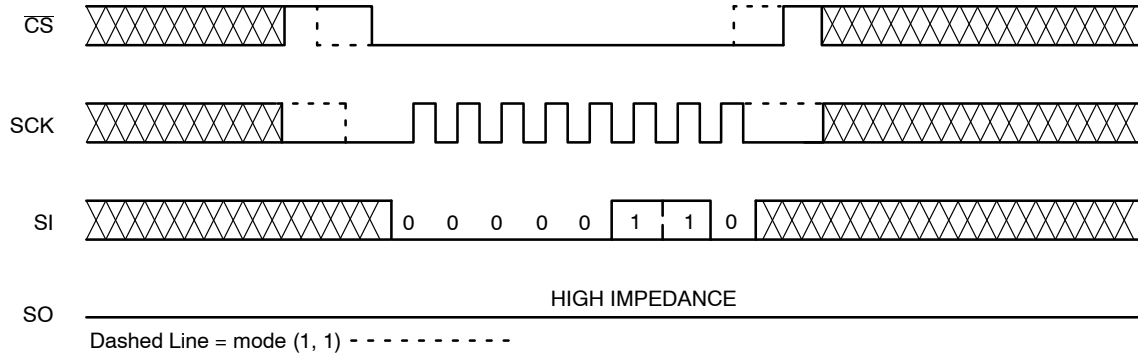 CS
SCK
SI 0 0 0 0 0 1 1 0
HIGH IMPEDANCE
SO
Dashed Line = mode (1, 1)